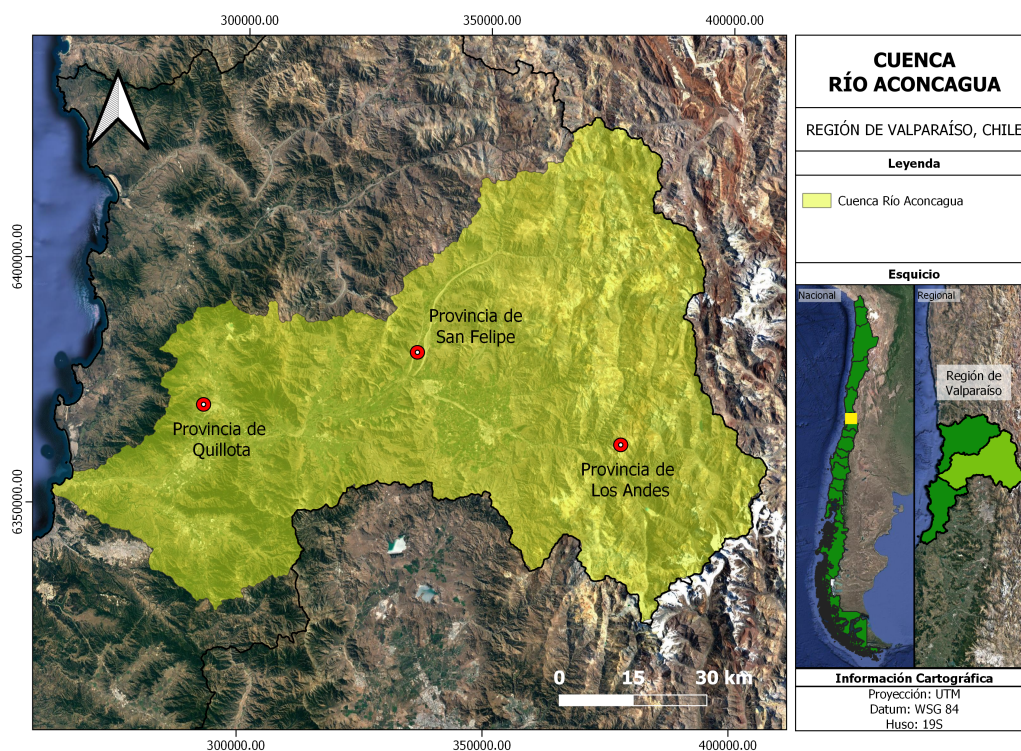 300000.00
350000.00
400000.00
6400000.00
6350000.00
Provincia de
San Felipe
Provincia de
Quillota
Provincia de
Los Andes
0 15 30 km
300000.00
350000.00
400000.00
CUENCA
RÍO ACONCAGUA
REGIÓN DE VALPARAÍSO, CHILE
Leyenda
Cuenca Río Aconcagua
Esquicio
Nacional
Regional
Región de
Valparaíso
Información Cartográfica
Proyección: UTM
Datum: WSG 84
Huso: 19S